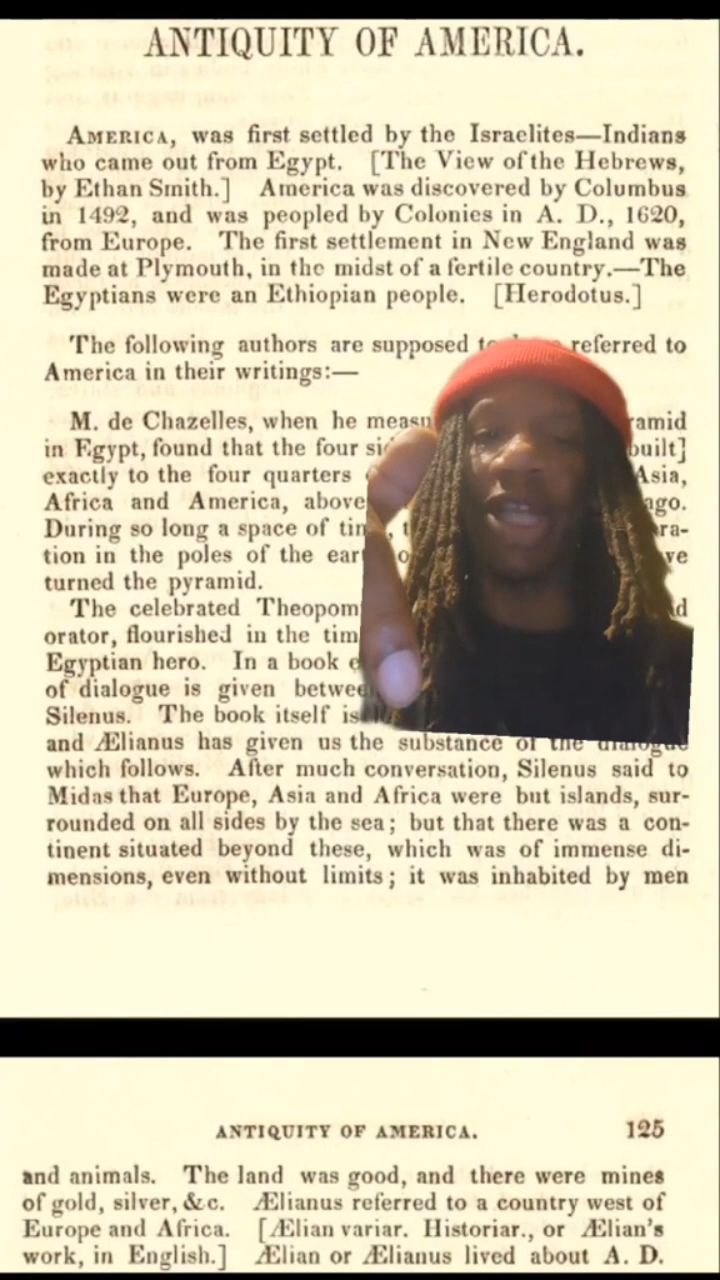 ANTIQUITY OF AMERICA.
AMERICA, was first settled by the Israelites—Indians
who came out from Egypt. [The View of the Hebrews,
by Ethan Smith.] America was discovered by Columbus
in 1492, and was peopled by Colonies in A. D., 1620,
from Europe. The first settlement in New England was
made at Plymouth, in the midst of a fertile country.—The
Egyptians were an Ethiopian people. [Herodotus.]
The following authors are supposed referred to
America in their writings:—
M. de Chazelles, when he
in Egypt, found that the four built]
exactly to the four quarters Asia,
Africa and America, above ago.
During so long a space of
tion in the poles of the
turned the pyramid.
The celebrated
orator, flourished in the
Egyptian hero. In a book
of dialogue is given
Silenus. The book itself is
and Ælianus has given us the substance of the dialogue
which follows. After much conversation, Silenus said to
Midas that Europe, Asia and Africa were but islands, sur-
rounded on all sides by the sea; but that there was a con-
tinent situated beyond these, which was of immense di-
mensions, even without limits; it was inhabited by men
ANTIQUITY OF AMERICA. 125
and animals. The land was good, and there were mines
of gold, silver, &c. Ælianus referred to a country west of
Europe and Africa. [Ælian variar. Historiar., or Ælian's
work, in English.] Ælian or Ælianus lived about A. D.